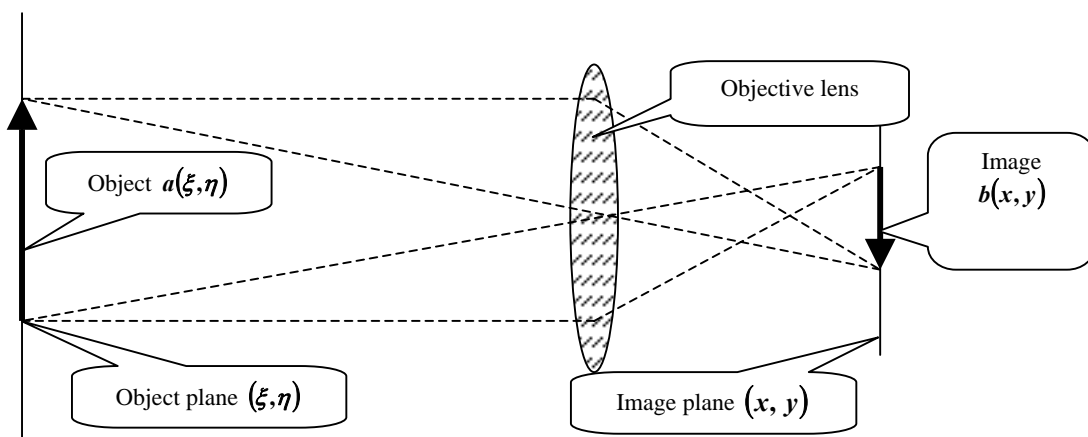 Objective lens
Object a(ξ,η)
Image
b(x, y)
Object plane (ξ,η)
Image plane (x, y)